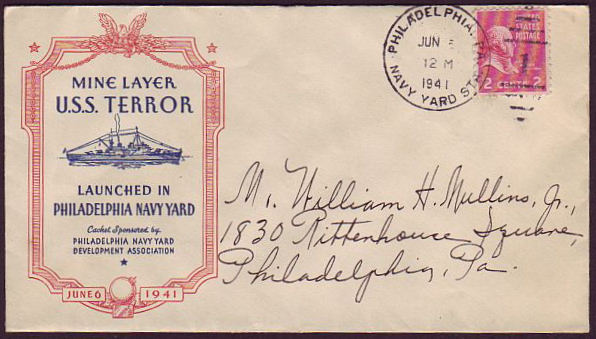 MINE LAYER
U.S.S. TERROR
LAUNCHED IN
PHILADELPHIA NAVY YARD
Cachet Sponsored by
PHILADELPHIA NAVY YARD
DEVELOPMENT ASSOCIATION
JUNE 6 1941
PHILADELPHIA, PA.
JUN
12 M
1941
NAVY YARD STA.
STATES POSTAGE
2 CENTS 2
Mr. William H. Mullins, Jr.,
1830 Rittenhouse Square,
Philadelphia, Pa.